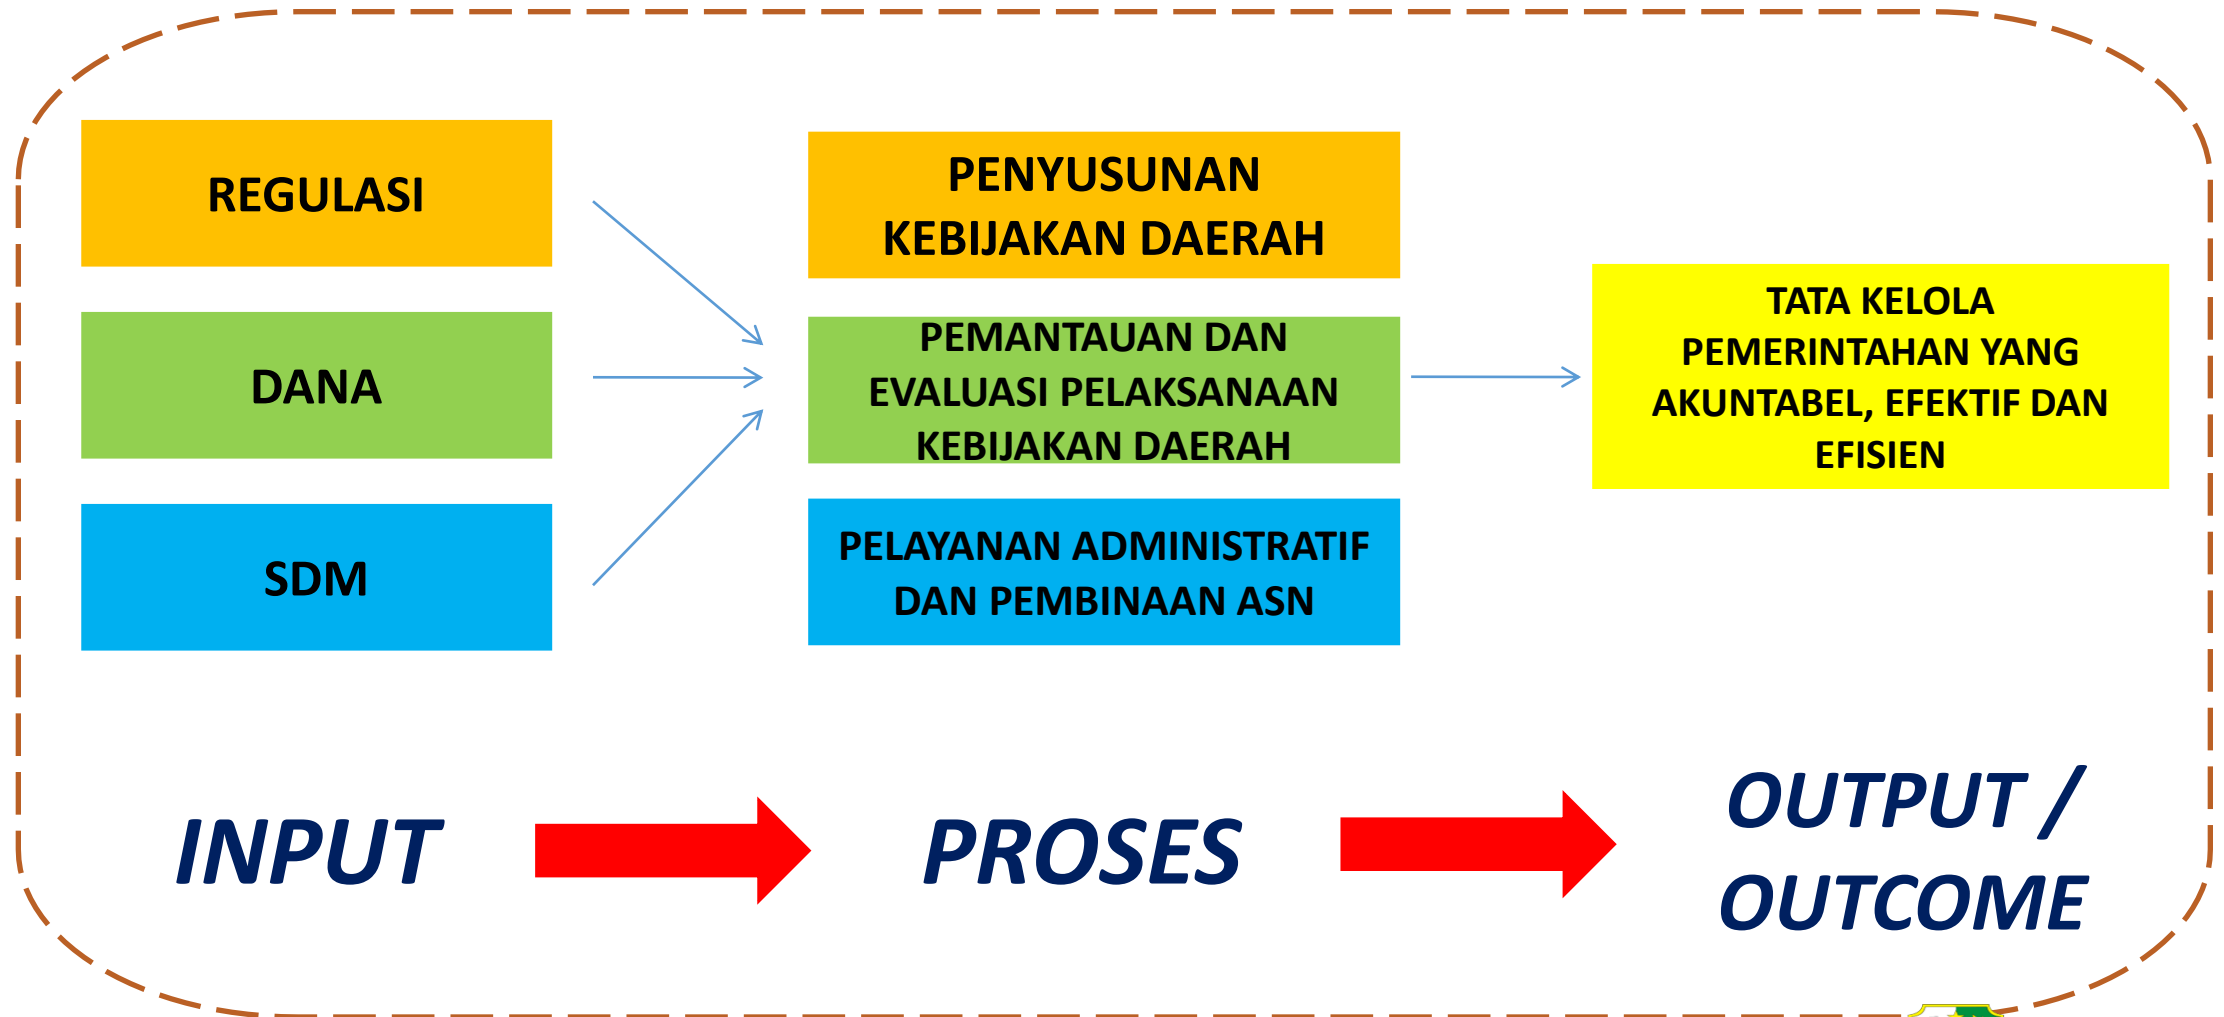 REGULASI
DANA
SDM
PENYUSUNAN
KEBIJAKAN DAERAH
PEMANTAUAN DAN
EVALUASI PELAKSANAAN
KEBIJAKAN DAERAH
PELAYANAN ADMINISTRATIF
DAN PEMBINAAN ASN
TATA KELOLA
PEMERINTAHAN YANG
AKUNTABEL, EFEKTIF DAN
EFISIEN
INPUT
PROSES
OUTPUT /
OUTCOME